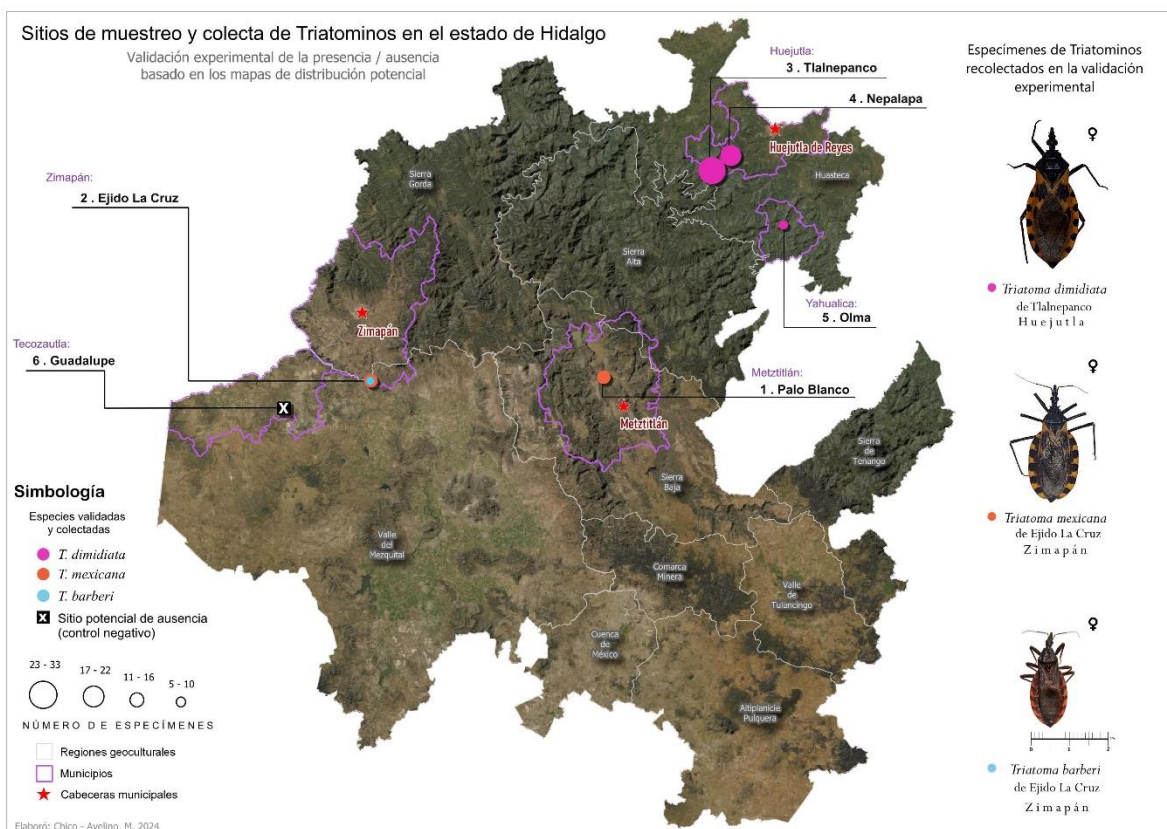 Sitios de muestreo y colecta de Triatominos en el estado de Hidalgo
Validación experimental de la presencia / ausencia
basado en los mapas de distribución potencial
Huejutla:
3 . Tlalnepanco
4 . Nepalapa
Huejutla de Reyes
Huasteca
Sierra
Gorda
Zimapán:
2 . Ejido La Cruz
Sierra
Alta
Yahualica:
5 . Olma
Zimapán
Tecozautla:
6 . Guadalupe
X
Metztitlán:
1 . Palo Blanco
Metztitlán
Sierra
de
Tenango
Sierra
Baja
Valle
del
Mezquital
Comarca
Minera
Valle
de
Tulancingo
Cuenca
de
México
Altiplanicie
Pulquera
Simbología
Especies validadas
y colectadas
T. dimidiata
T. mexicana
T. barberi
X Sitio potencial de ausencia
(control negativo)
23 - 33 17 - 22 11 - 16 5 - 10
NÚMERO DE ESPECÍMENES
Regiones geoculturales
Municipios
Cabeceras municipales
Elaboró: Chico - Avelino, M. 2024
Especímenes de Triatominos
recolectados en la validación
experimental
♀
Triatoma dimidiata
de Tlalnepanco
Huejutla
♀
Triatoma mexicana
de Ejido La Cruz
Zimapán
♀
0 1 2
Triatoma barberi
de Ejido La Cruz
Zimapán